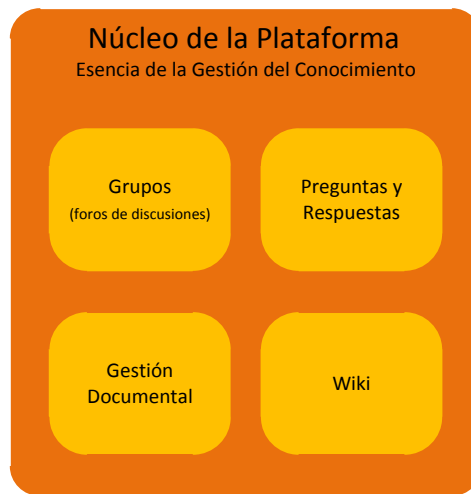 Núcleo de la Plataforma
Esencia de la Gestión del Conocimiento
Grupos
(foros de discusiones)
Preguntas y
Respuestas
Gestión
Documental
Wiki